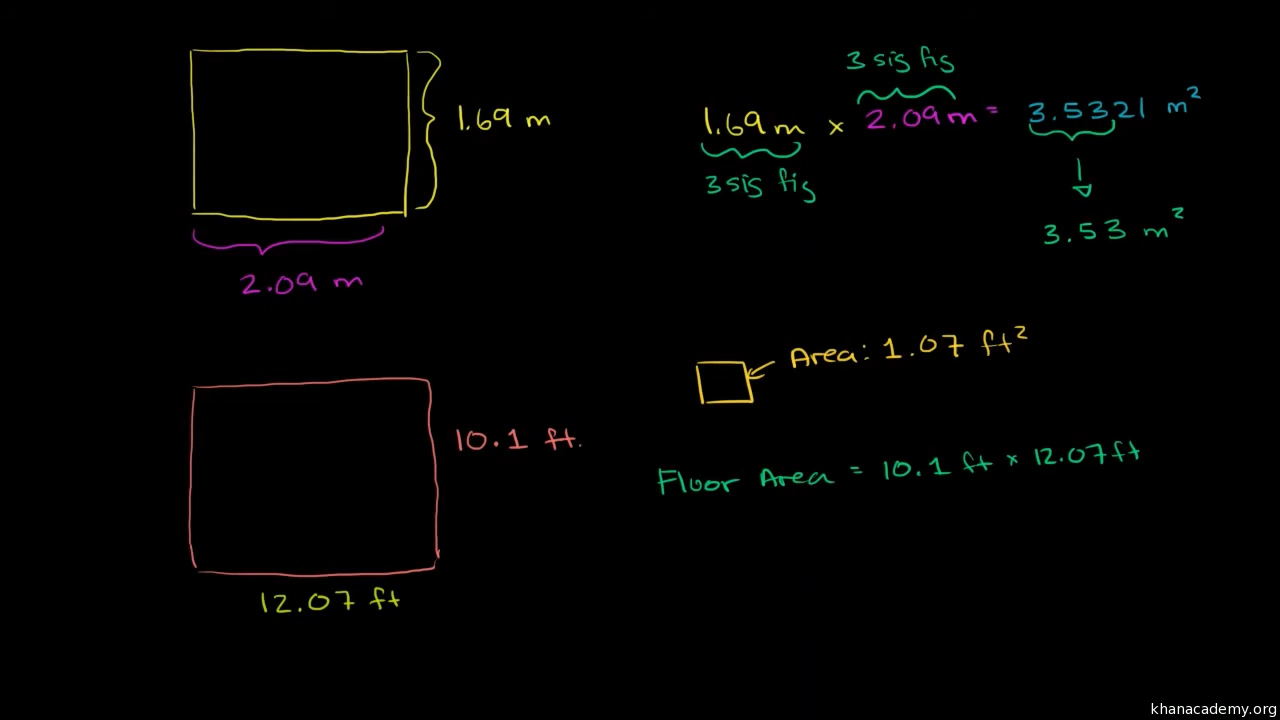 1.69 m
2.09 m
3 sig fig
1.69 m × 2.09 m = 3.5321 m²
3 sig fig
3.53 m²
Area: 1.07 ft²
10.1 ft.
12.07 ft
Floor Area = 10.1 ft × 12.07 ft
khanacademy.org